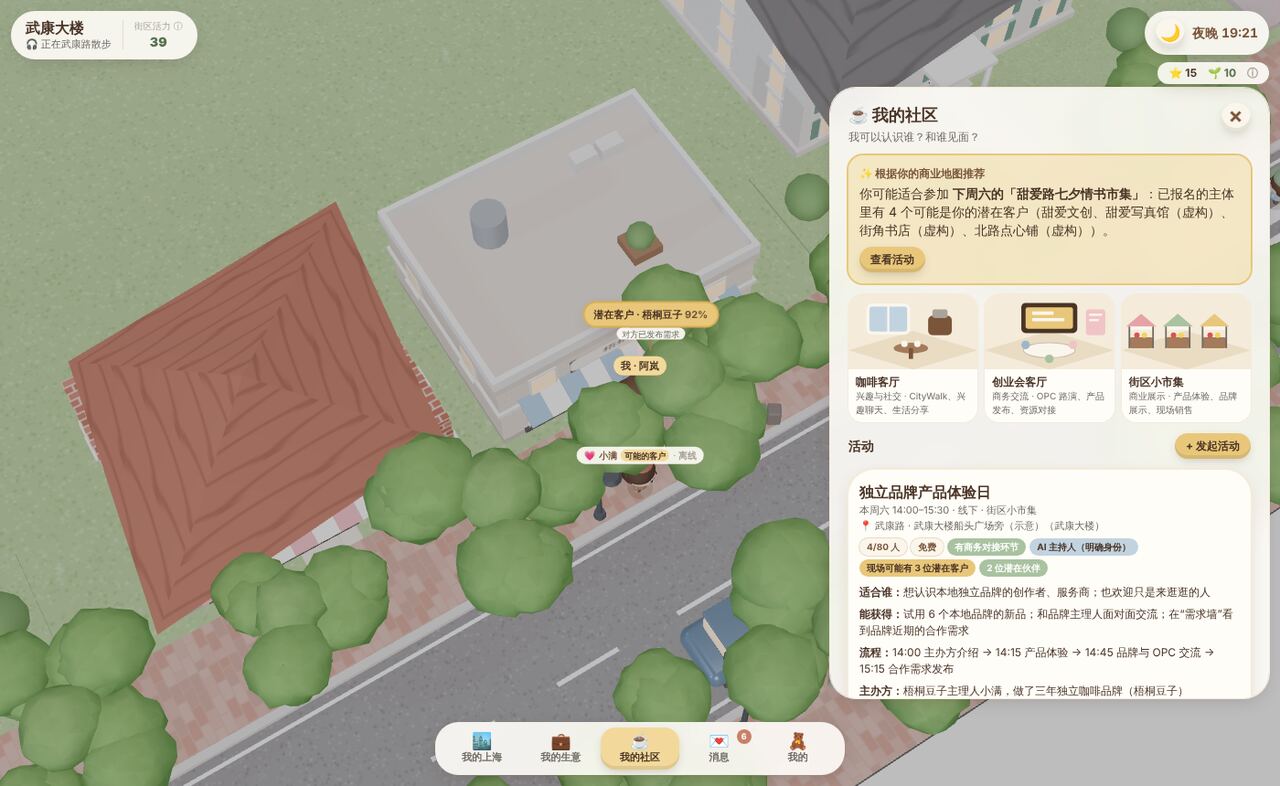 武康大楼
🎧 正在武康路散步
街区活力 ⓘ
39
🌙 夜晚 19:21
⭐ 15 🌱 10 ⓘ
☕ 我的社区
我可以认识谁？和谁见面？
✨ 根据你的商业地图推荐
你可能适合参加 下周六的「甜爱路七夕情书市集」：已报名的主体
里有 4 个可能是你的潜在客户（甜爱文创、甜爱写真馆（虚构）、
街角书店（虚构）、北路点心铺（虚构））。
查看活动
咖啡客厅
兴趣与社交 · CityWalk、兴
趣聊天、生活分享
创业会客厅
商务交流 · OPC 路演、产品
发布、资源对接
街区小市集
商业展示 · 产品体验、品牌
展示、现场销售
活动
+ 发起活动
独立品牌产品体验日
本周六 14:00–15:30 · 线下 · 街区小市集
📍 武康路 · 武康大楼船头广场旁（示意）（武康大楼）
4/80 人
免费
有商务对接环节
AI 主持人（明确身份）
现场可能有 3 位潜在客户
2 位潜在伙伴
适合谁：想认识本地独立品牌的创作者、服务商；也欢迎只是来逛逛的人
能获得：试用 6 个本地品牌的新品；和品牌主理人面对面交流；在“需求墙”看
到品牌近期的合作需求
流程：14:00 主办方介绍 → 14:15 产品体验 → 14:45 品牌与 OPC 交流 →
15:15 合作需求发布
主办方：梧桐豆子主理人小满，做了三年独立咖啡品牌（梧桐豆子）
潜在客户 · 梧桐豆子 92%
对方已发布需求
我 · 阿岚
💗 小满 可能的客户 · 离线
🏙️ 我的上海
💼 我的生意
☕ 我的社区
💌 消息
6
🧸 我的